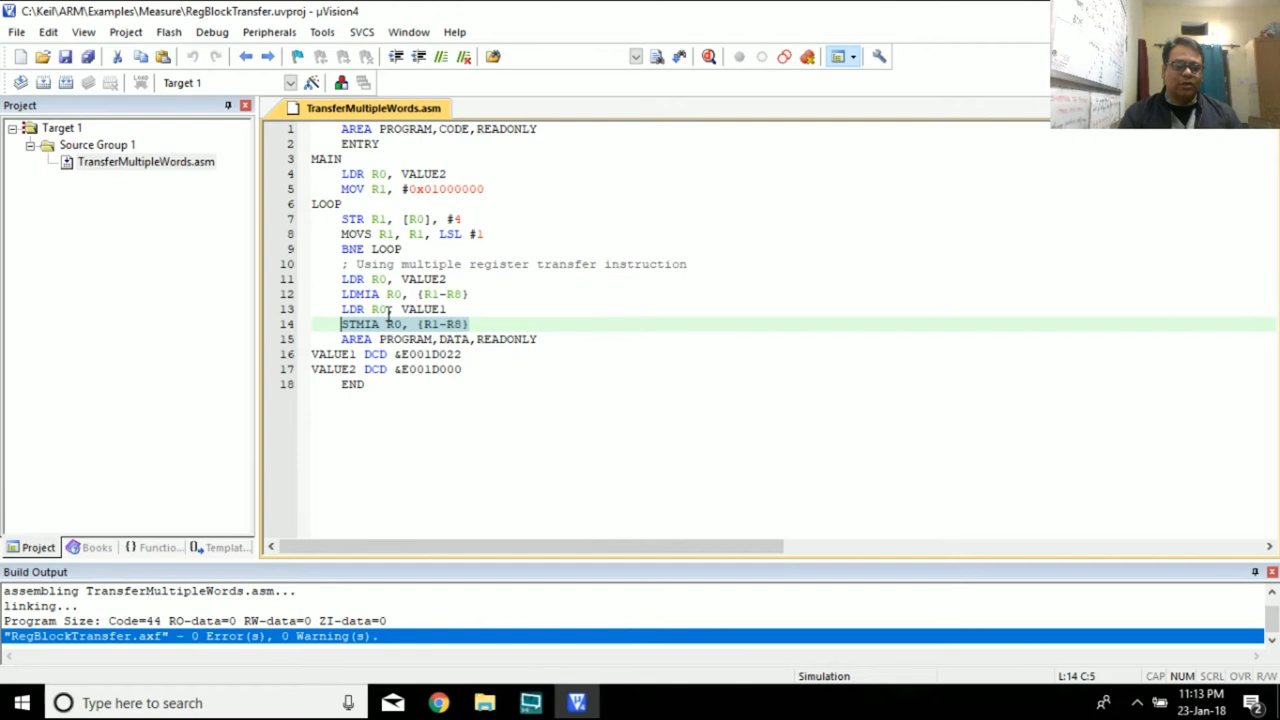 C:\Keil\ARM\Examples\Measure\RegBlockTransfer.uvproj - µVision4
File Edit View Project Flash Debug Peripherals Tools SVCS Window Help
Target 1
Project
TransferMultipleWords.asm
Target 1
Source Group 1
TransferMultipleWords.asm
1 AREA PROGRAM,CODE,READONLY
2 ENTRY
3 MAIN
4 LDR R0, VALUE2
5 MOV R1, #0x01000000
6 LOOP
7 STR R1, [R0], #4
8 MOVS R1, R1, LSL #1
9 BNE LOOP
10 ; Using multiple register transfer instruction
11 LDR R0, VALUE2
12 LDMIA R0, {R1-R8}
13 LDR R0, VALUE1
14 STMIA R0, {R1-R8}
15 AREA PROGRAM,DATA,READONLY
16 VALUE1 DCD &E001D022
17 VALUE2 DCD &E001D000
18 END
Project Books {} Functio... Templat...
Build Output
assembling TransferMultipleWords.asm...
linking...
Program Size: Code=44 RO-data=0 RW-data=0 ZI-data=0
"RegBlockTransfer.axf" - 0 Error(s), 0 Warning(s).
Simulation L:14 C:5 CAP NUM SCRL OVR R/W
Type here to search
11:13 PM
23-Jan-18
2